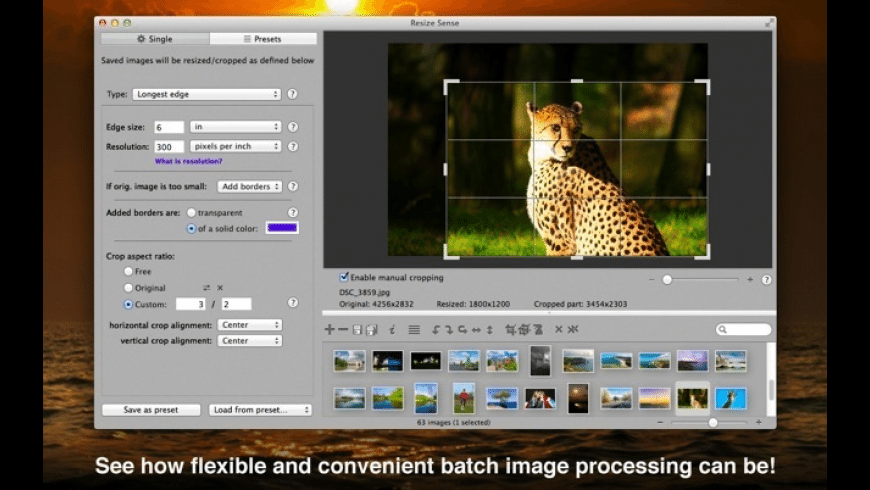 Resize Sense
Single
Presets
Saved images will be resized/cropped as defined below
Type: Longest edge ?
Edge size: 6 in ?
Resolution: 300 pixels per inch ?
What is resolution?
If orig. image is too small: Add borders ?
Added borders are: transparent ?
of a solid color:
Crop aspect ratio:
Free
Original
Custom: 3 / 2 ?
horizontal crop alignment: Center
vertical crop alignment: Center
Save as preset
Load from preset...
Enable manual cropping
?
DSC_3859.jpg
Original: 4256x2832 Resized: 1800x1200 Cropped part: 3454x2303
63 images (1 selected)
See how flexible and convenient batch image processing can be!